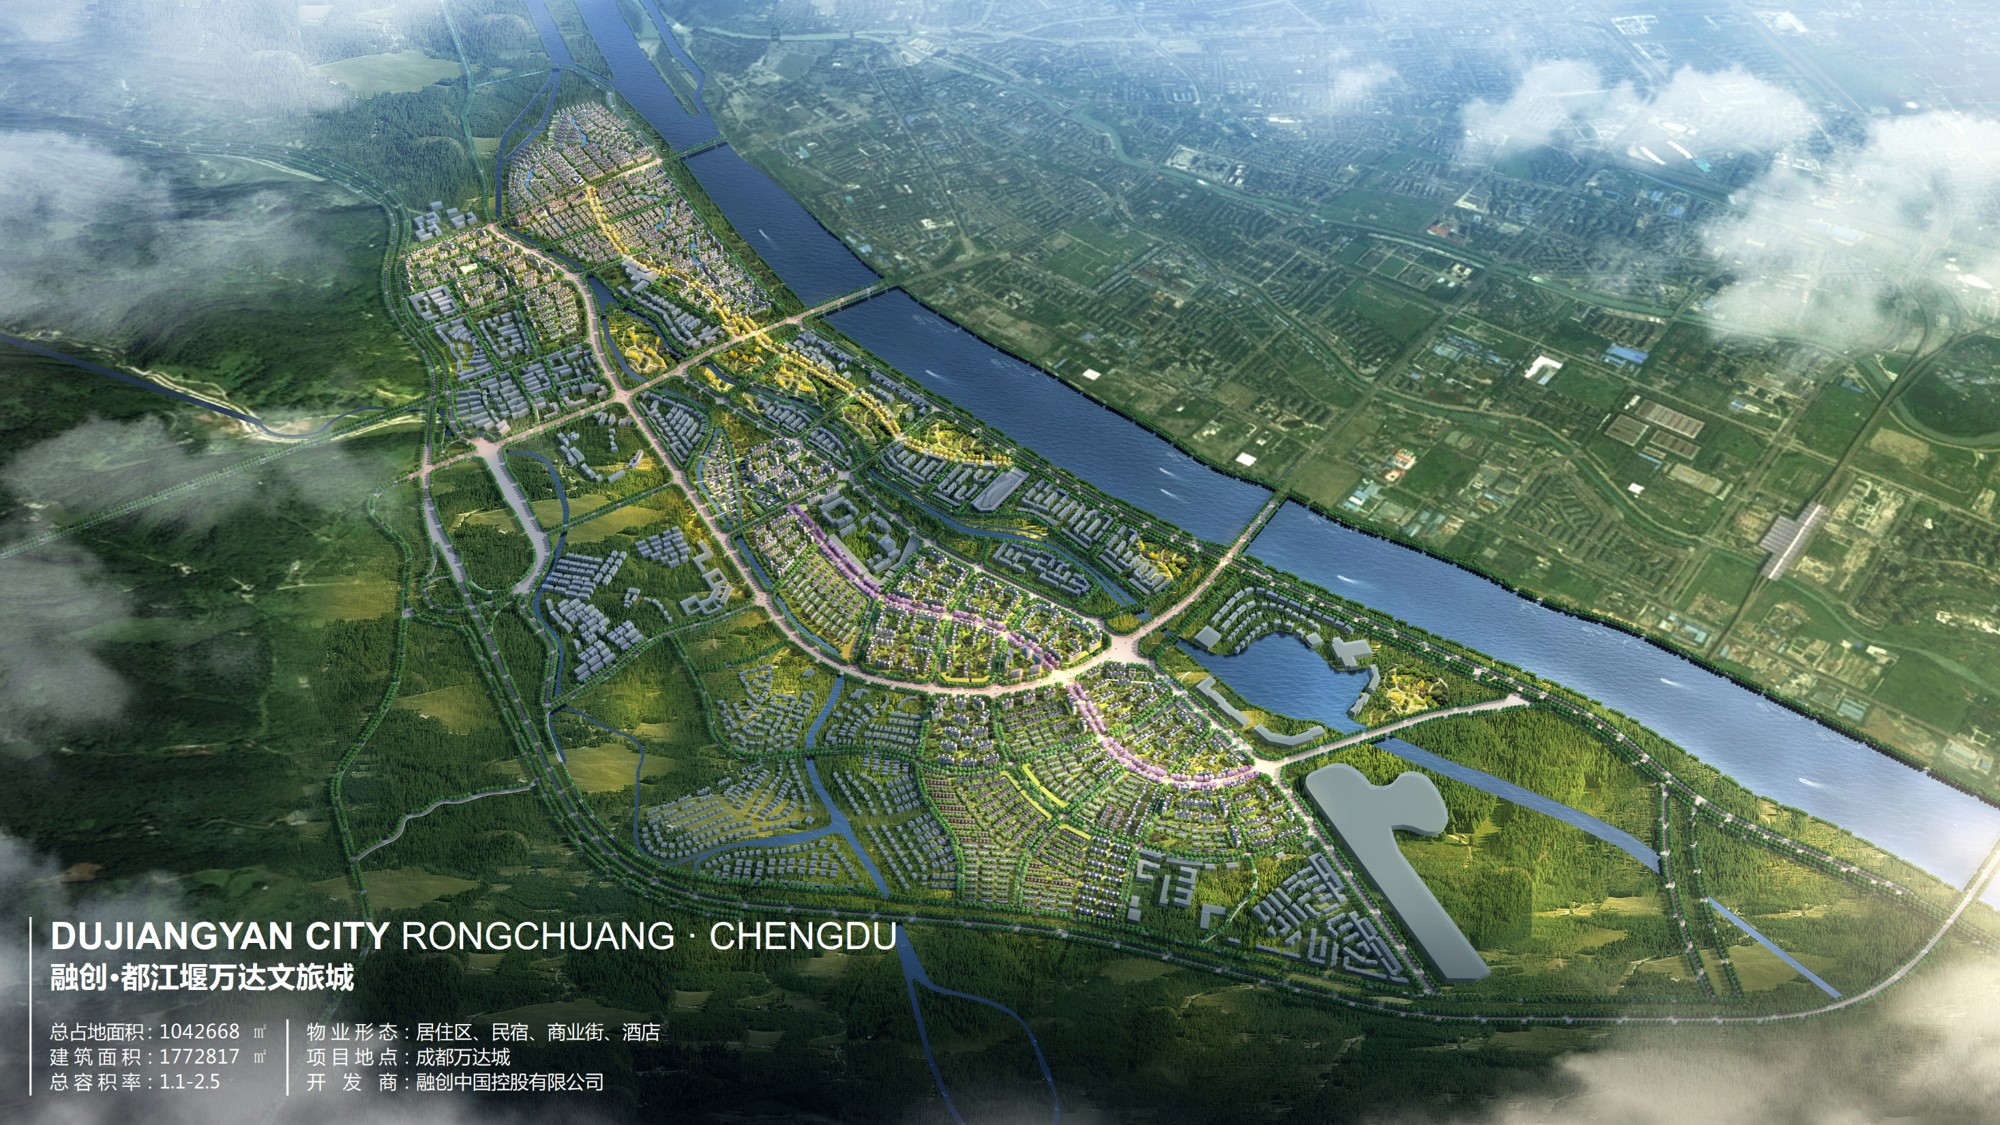 DUJIANGYAN CITY RONGCHUANG · CHENGDU
融创·都江堰万达文旅城
总占地面积：1042668 ㎡
建筑面积：1772817 ㎡
总容积率：1.1-2.5
物业形态：居住区、民宿、商业街、酒店
项目地点：成都万达城
开发商：融创中国控股有限公司